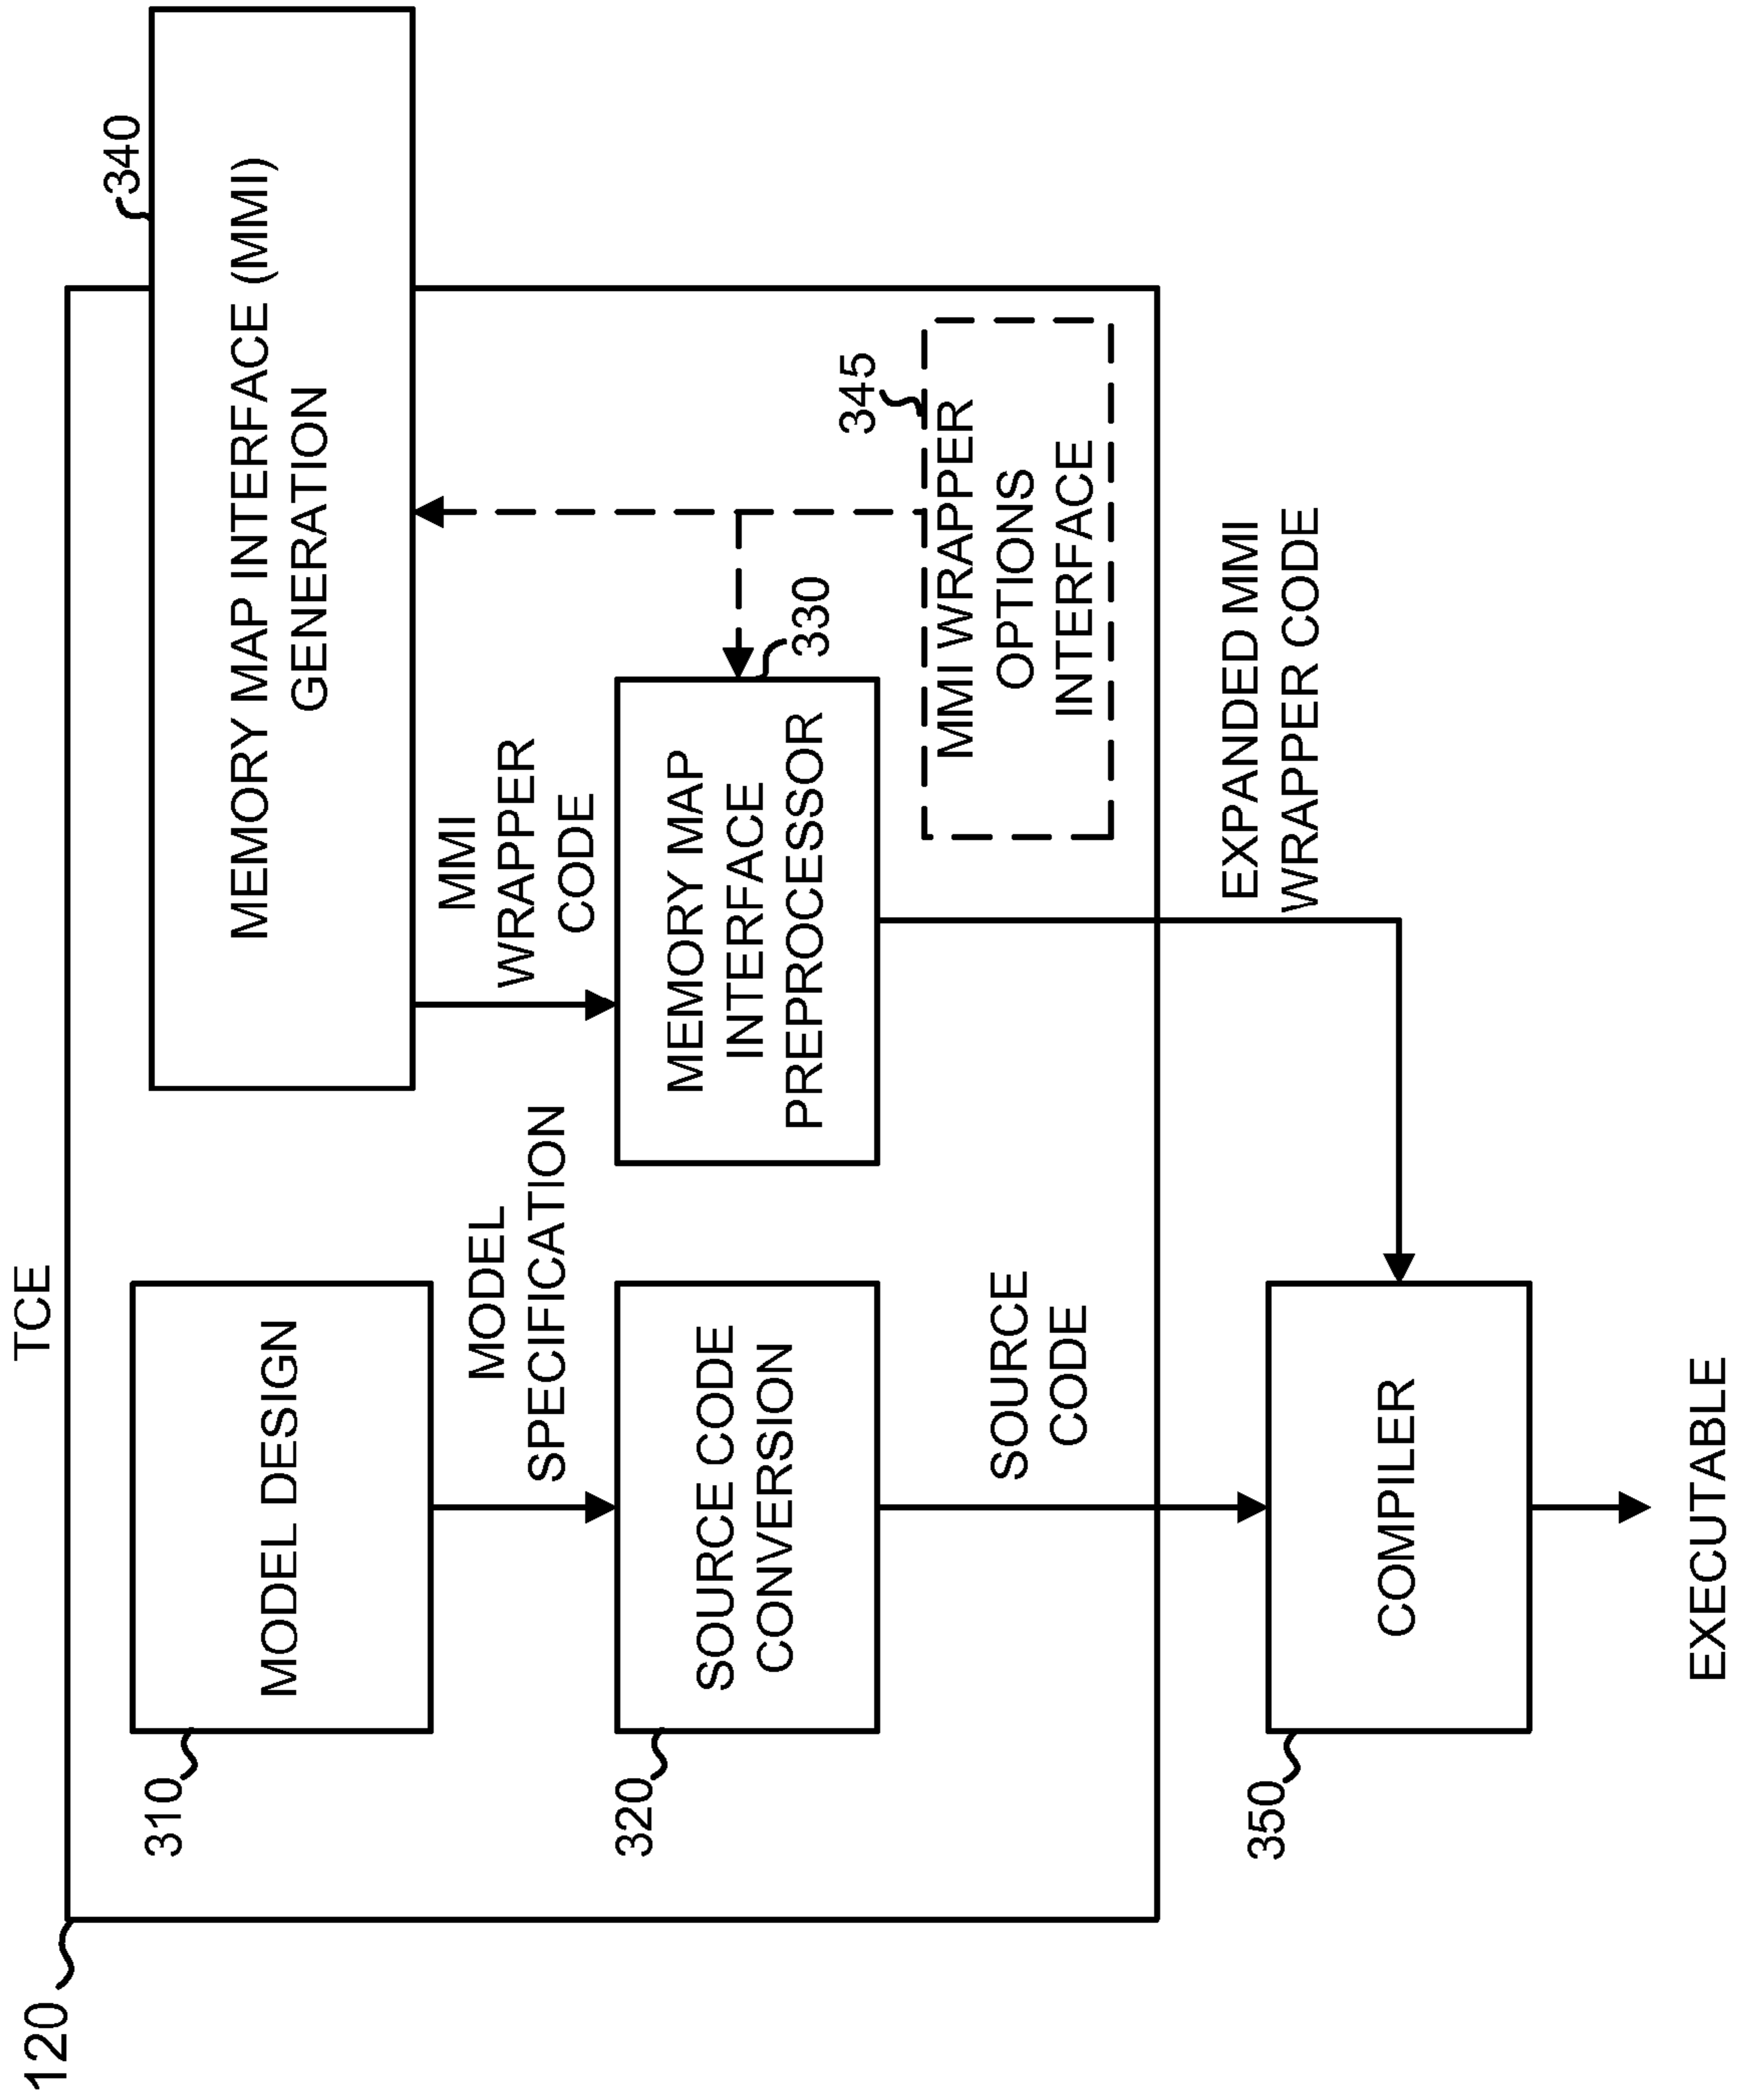 120
TCE
310
MODEL DESIGN
340
MEMORY MAP INTERFACE (MMI)
GENERATION
MODEL
SPECIFICATION
MMI
WRAPPER
CODE
320
SOURCE CODE
CONVERSION
MEMORY MAP
INTERFACE
PREPROCESSOR
330
345
MMI WRAPPER
OPTIONS
INTERFACE
SOURCE
CODE
EXPANDED MMI
WRAPPER CODE
350
COMPILER
EXECUTABLE